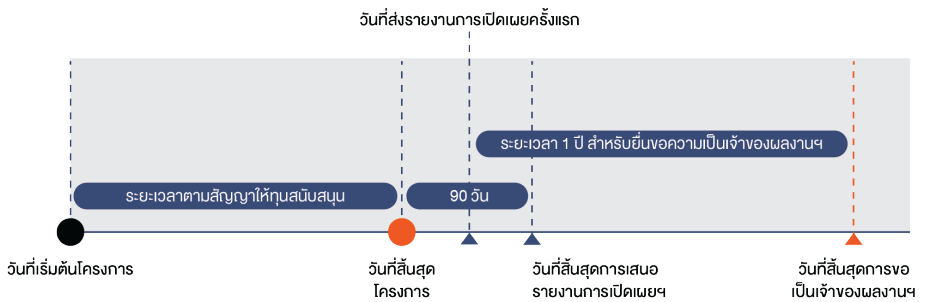 วันที่ส่งรายงานการเปิดเผยครั้งแรก
ระยะเวลา 1 ปี สำหรับยื่นขอความเป็นเจ้าของผลงานฯ
ระยะเวลาตามสัญญาให้ทุนสนับสนุน
90 วัน
วันที่เริ่มต้นโครงการ
วันที่สิ้นสุด
โครงการ
วันที่สิ้นสุดการเสนอ
รายงานการเปิดเผยฯ
วันที่สิ้นสุดการขอ
เป็นเจ้าของผลงานฯ